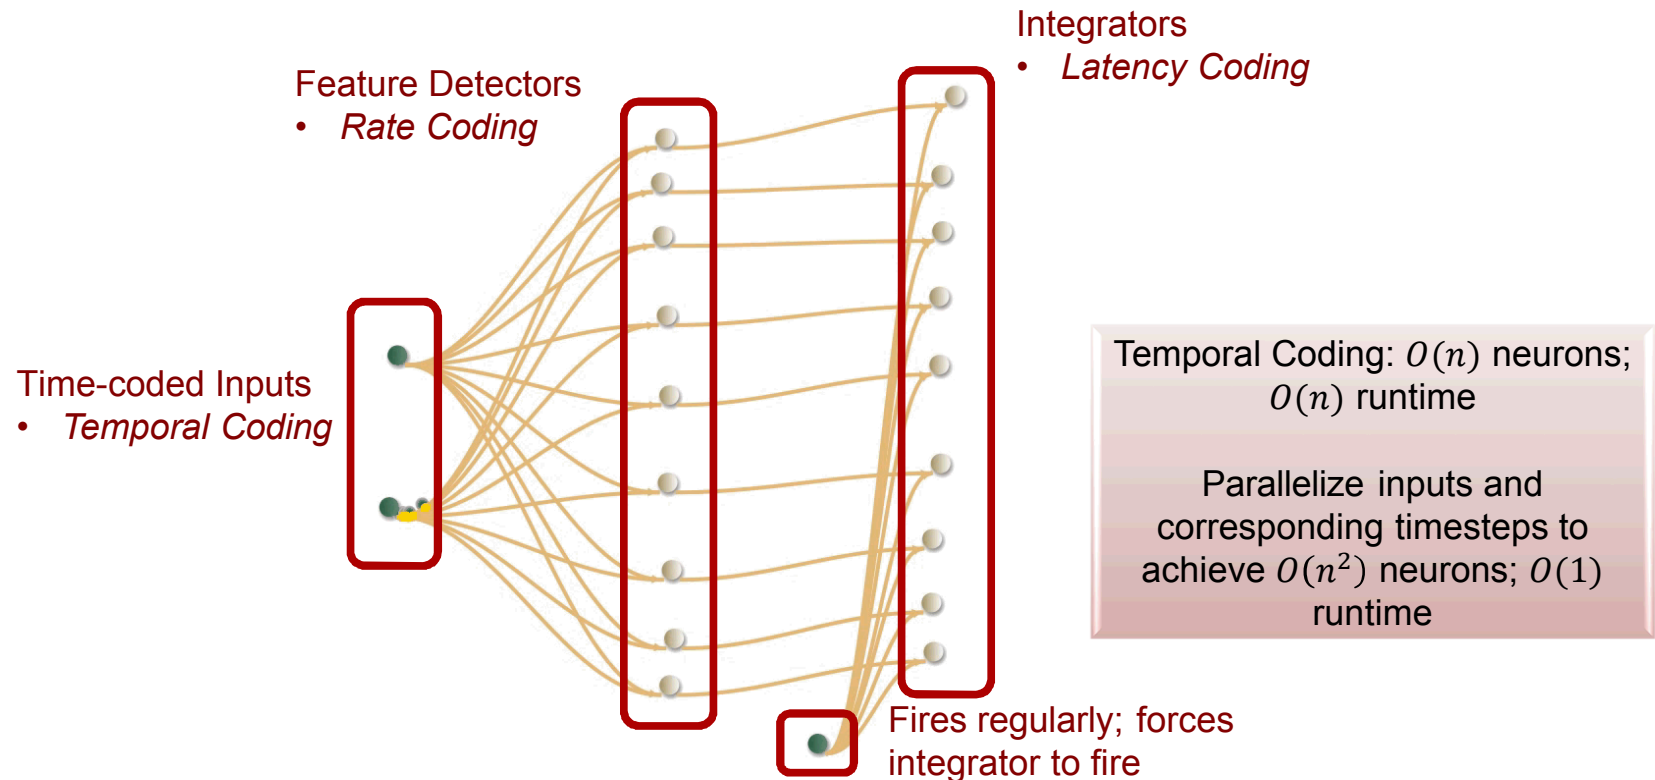 Integrators
• Latency Coding
Feature Detectors
• Rate Coding
Time-coded Inputs
• Temporal Coding
Temporal Coding: O(n) neurons;
O(n) runtime
Parallelize inputs and
corresponding timesteps to
achieve O(n²) neurons; O(1)
runtime
Fires regularly; forces
integrator to fire